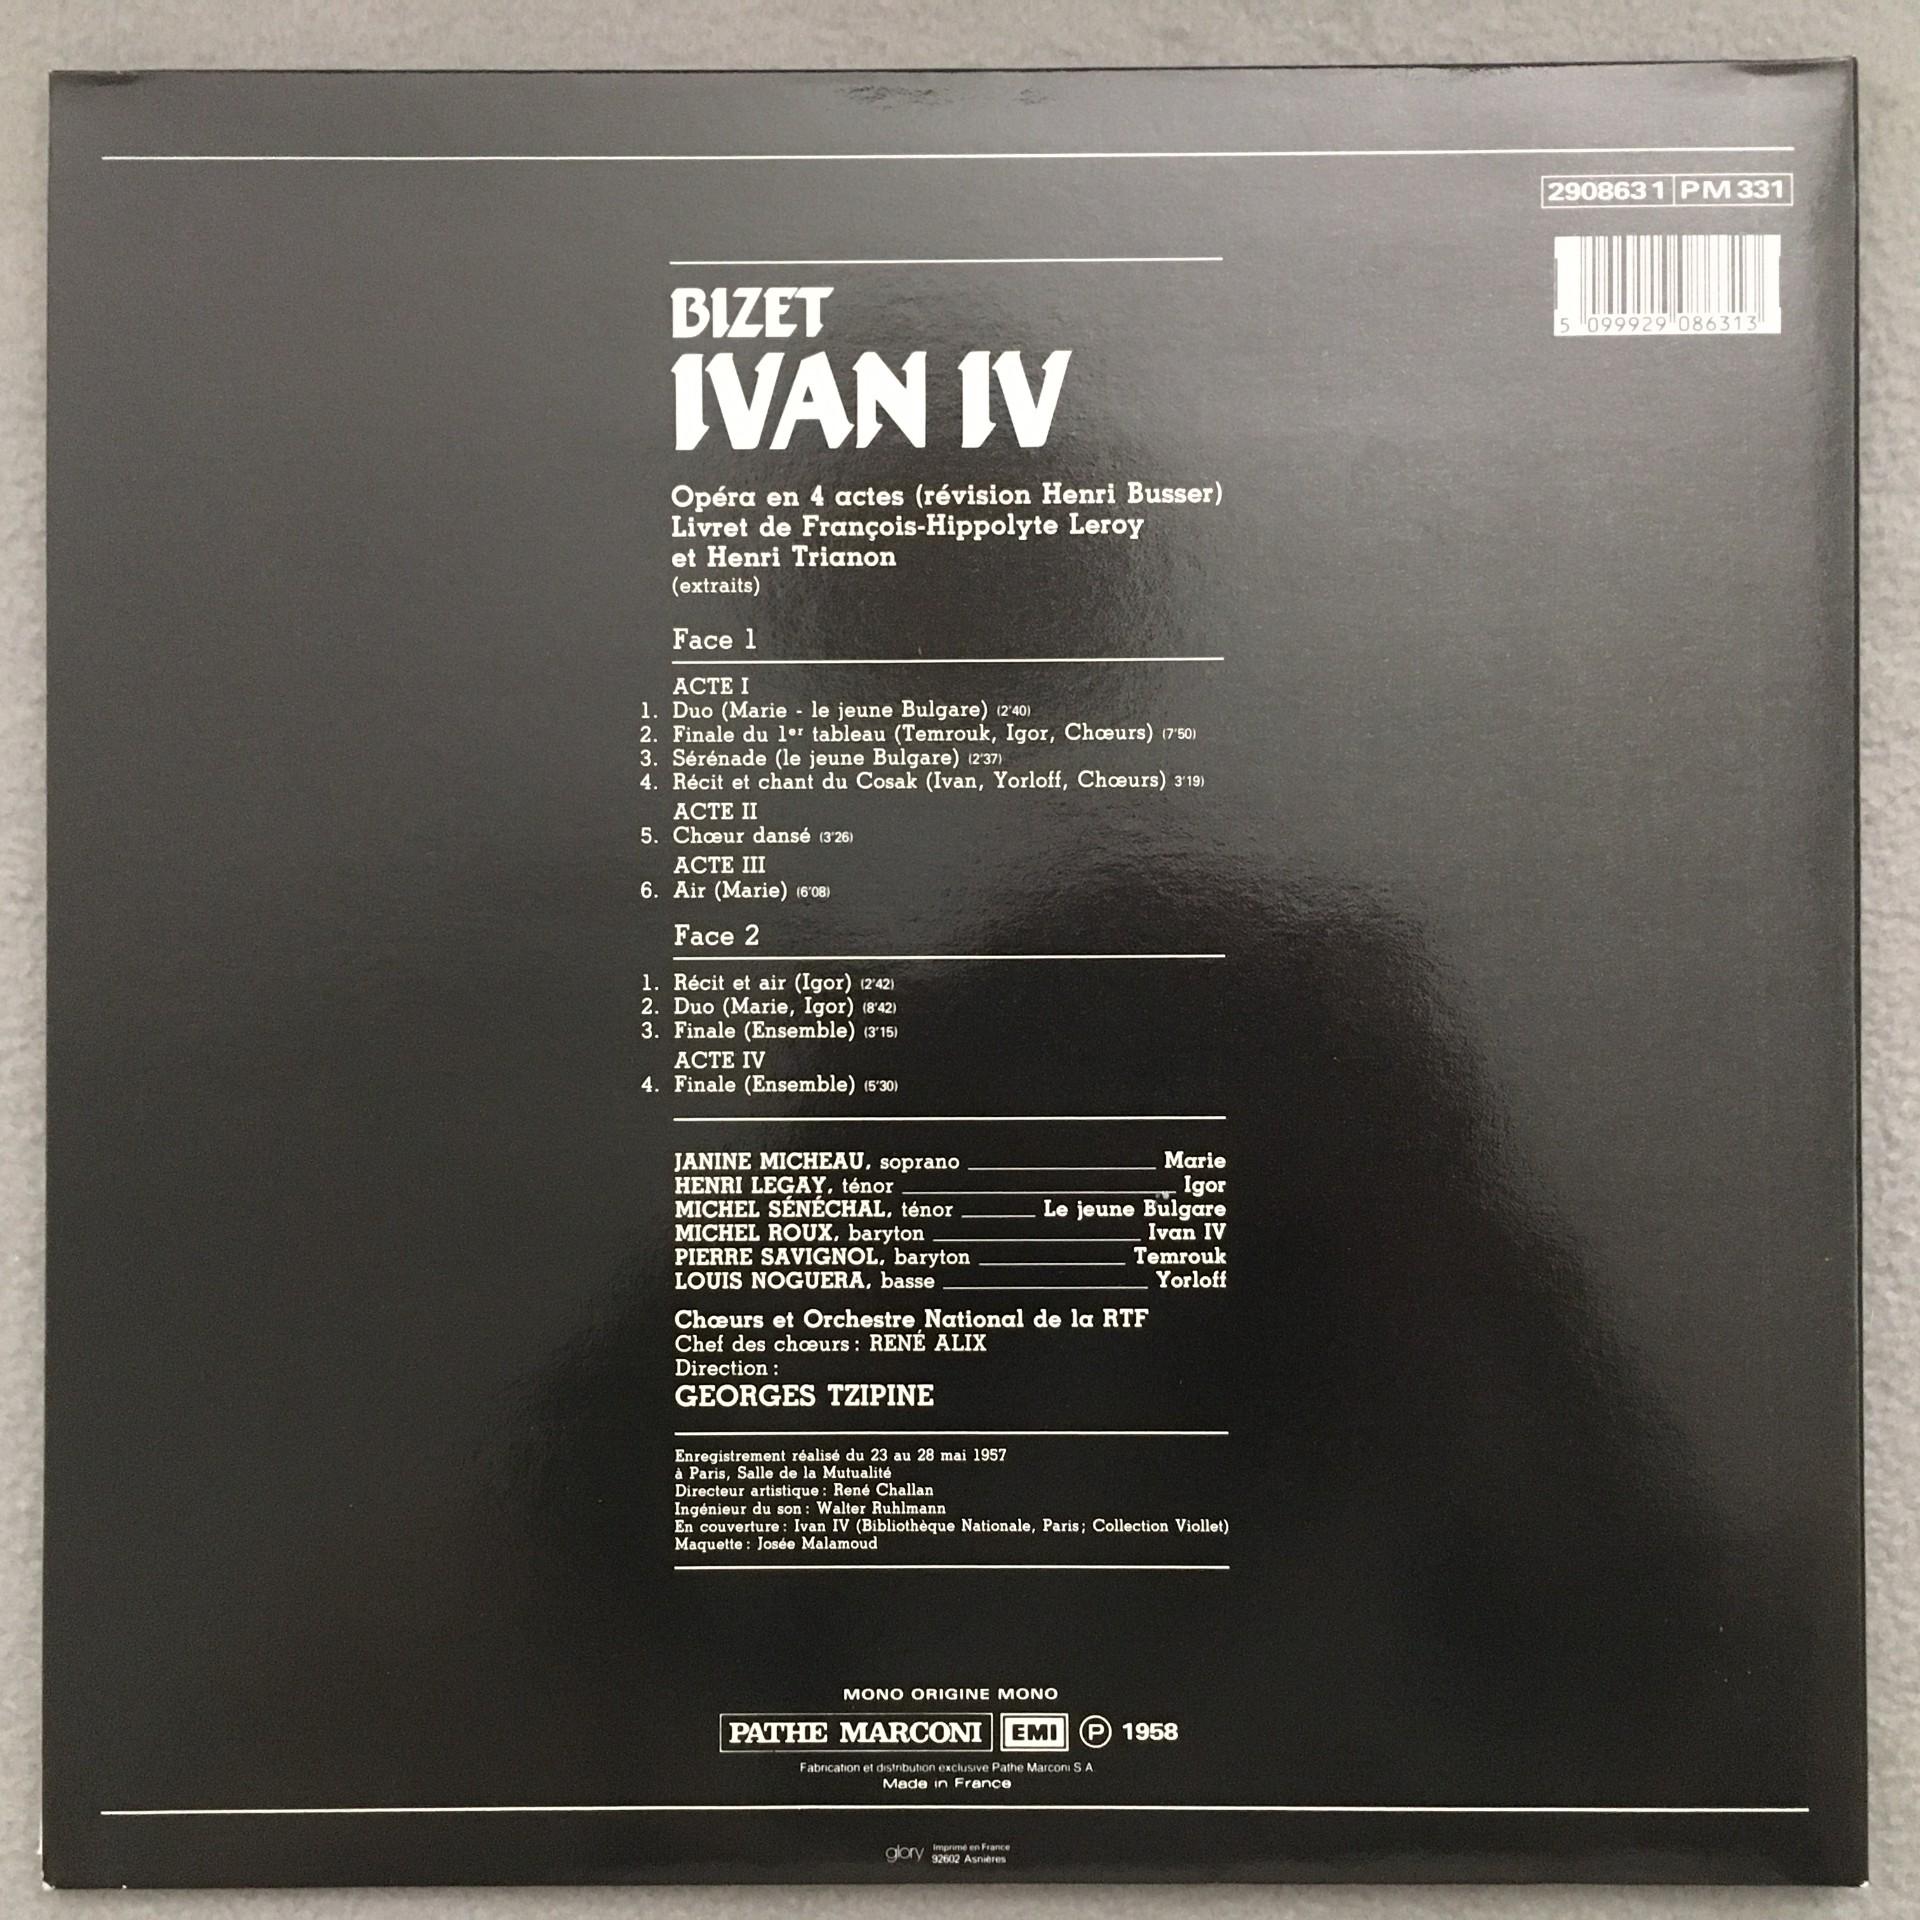 2908631 PM 331
5 099929 086313
BIZET
IVAN IV
Opéra en 4 actes (révision Henri Busser)
Livret de François-Hippolyte Leroy
et Henri Trianon
(extraits)
Face 1
ACTE I
1. Duo (Marie - le jeune Bulgare) (2'40)
2. Finale du 1er tableau (Temrouk, Igor, Chœurs) (7'50)
3. Sérénade (le jeune Bulgare) (2'37)
4. Récit et chant du Cosak (Ivan, Yorloff, Chœurs) 3'19)
ACTE II
5. Chœur dansé (3'26)
ACTE III
6. Air (Marie) (6'08)
Face 2
1. Récit et air (Igor) (2'42)
2. Duo (Marie, Igor) (8'42)
3. Finale (Ensemble) (3'15)
ACTE IV
4. Finale (Ensemble) (5'30)
JANINE MICHEAU, soprano Marie
HENRI LEGAY, ténor Igor
MICHEL SÉNÉCHAL, ténor Le jeune Bulgare
MICHEL ROUX, baryton Ivan IV
PIERRE SAVIGNOL, baryton Temrouk
LOUIS NOGUERA, basse Yorloff
Chœurs et Orchestre National de la RTF
Chef des chœurs : RENÉ ALIX
Direction :
GEORGES TZIPINE
Enregistrement réalisé du 23 au 28 mai 1957
à Paris, Salle de la Mutualité
Directeur artistique : René Challan
Ingénieur du son : Walter Ruhlmann
En couverture : Ivan IV (Bibliothèque Nationale, Paris ; Collection Viollet)
Maquette : Josée Malamoud
MONO ORIGINE MONO
PATHE MARCONI EMI Ⓟ 1958
Fabrication et distribution exclusive Pathe Marconi S.A.
Made in France
glory Imprimé en France
92602 Asnières